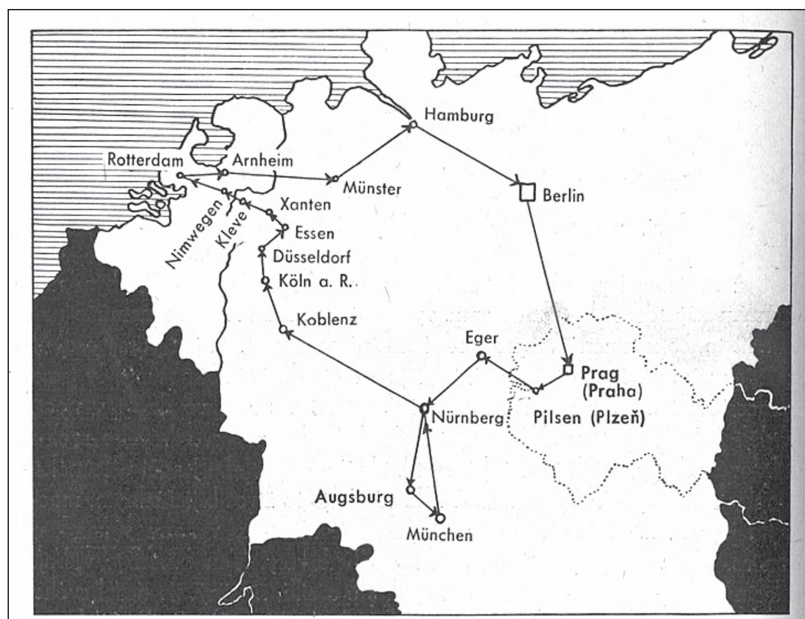 Hamburg
Rotterdam
Arnheim
Münster
Berlin
Nimwegen
Kleve
Xanten
Essen
Düsseldorf
Köln a. R.
Koblenz
Eger
Prag
(Praha)
Pilsen (Plzeň)
Nürnberg
Augsburg
München